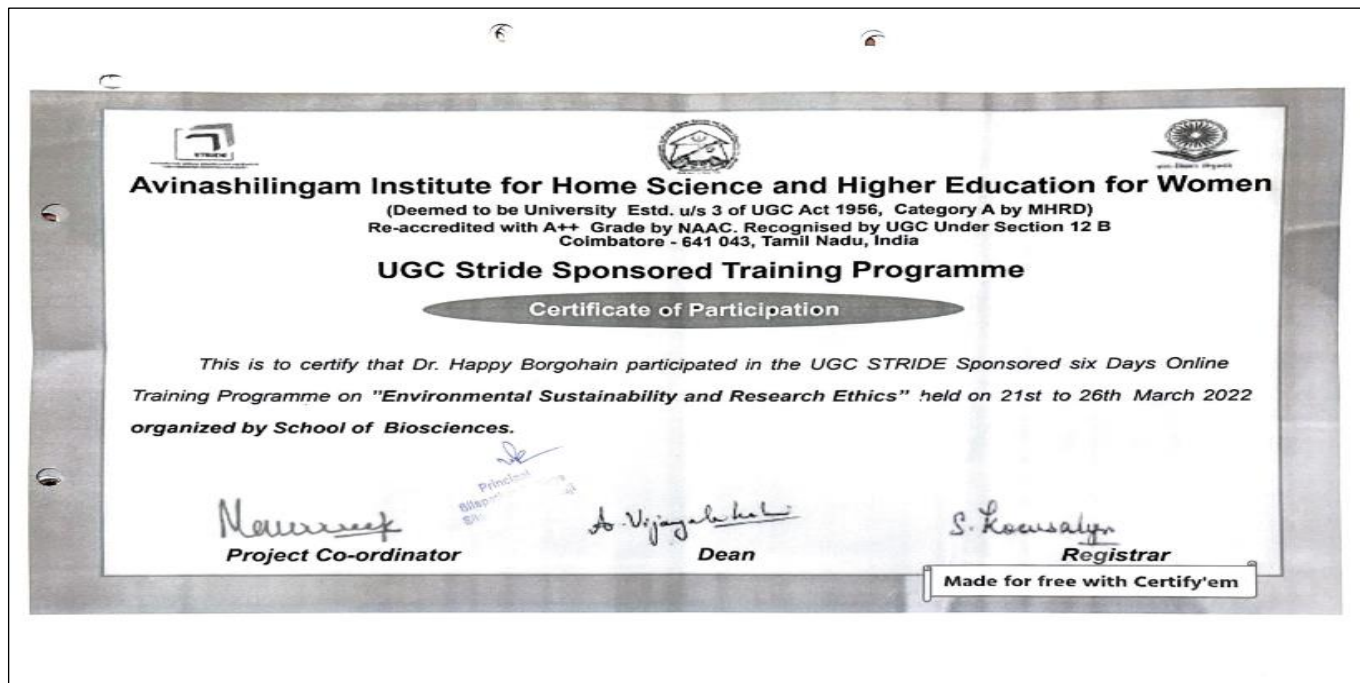 STRIDE
Avinashilingam Institute for Home Science and Higher Education for Women
(Deemed to be University Estd. u/s 3 of UGC Act 1956, Category A by MHRD)
Re-accredited with A++ Grade by NAAC. Recognised by UGC Under Section 12 B
Coimbatore - 641 043, Tamil Nadu, India
UGC Stride Sponsored Training Programme
Certificate of Participation
This is to certify that Dr. Happy Borgohain participated in the UGC STRIDE Sponsored six Days Online
Training Programme on "Environmental Sustainability and Research Ethics" held on 21st to 26th March 2022
organized by School of Biosciences.
Principal
A. Vijayalakshmi
S. Kowsalya
Project Co-ordinator Dean Registrar
Made for free with Certify'em